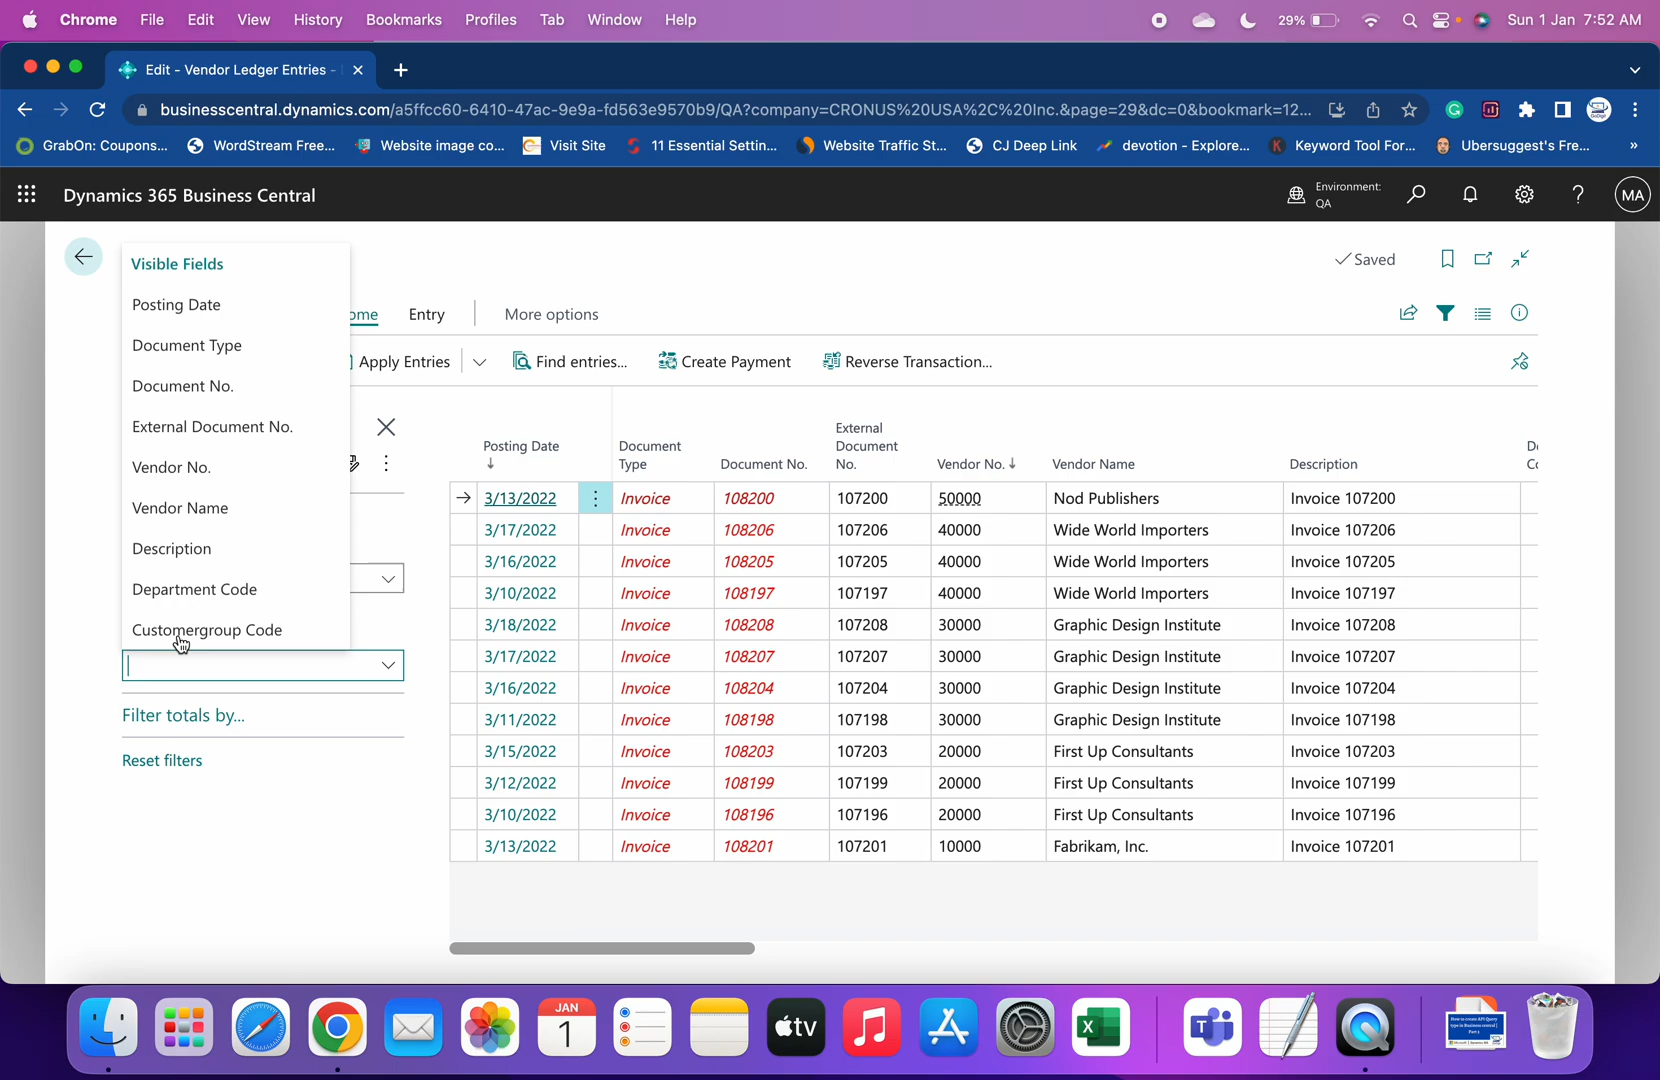 Chrome File Edit View History Bookmarks Profiles Tab Window Help 29% Sun 1 Jan 7:52 AM
Edit - Vendor Ledger Entries -
businesscentral.dynamics.com/a5ffcc60-6410-47ac-9e9a-fd563e9570b9/QA?company=CRONUS%20USA%2C%20Inc.&page=29&dc=0&bookmark=12...
GrabOn: Coupons... WordStream Free... Website image co... Visit Site 11 Essential Settin... Website Traffic St... CJ Deep Link devotion - Explore... Keyword Tool For... Ubersuggest's Fre... »
Dynamics 365 Business Central Environment: QA ? MA
Saved
Visible Fields
Posting Date
Document Type
Document No.
External Document No.
Vendor No.
Vendor Name
Description
Department Code
Customergroup Code
ome Entry More options
Apply Entries Find entries... Create Payment Reverse Transaction...
Filter totals by...
Reset filters
Posting Date Document Type Document No. External Document No. Vendor No. Vendor Name Description
3/13/2022 Invoice 108200 107200 50000 Nod Publishers Invoice 107200
3/17/2022 Invoice 108206 107206 40000 Wide World Importers Invoice 107206
3/16/2022 Invoice 108205 107205 40000 Wide World Importers Invoice 107205
3/10/2022 Invoice 108197 107197 40000 Wide World Importers Invoice 107197
3/18/2022 Invoice 108208 107208 30000 Graphic Design Institute Invoice 107208
3/17/2022 Invoice 108207 107207 30000 Graphic Design Institute Invoice 107207
3/16/2022 Invoice 108204 107204 30000 Graphic Design Institute Invoice 107204
3/11/2022 Invoice 108198 107198 30000 Graphic Design Institute Invoice 107198
3/15/2022 Invoice 108203 107203 20000 First Up Consultants Invoice 107203
3/12/2022 Invoice 108199 107199 20000 First Up Consultants Invoice 107199
3/10/2022 Invoice 108196 107196 20000 First Up Consultants Invoice 107196
3/13/2022 Invoice 108201 107201 10000 Fabrikam, Inc. Invoice 107201
JAN
1
tv